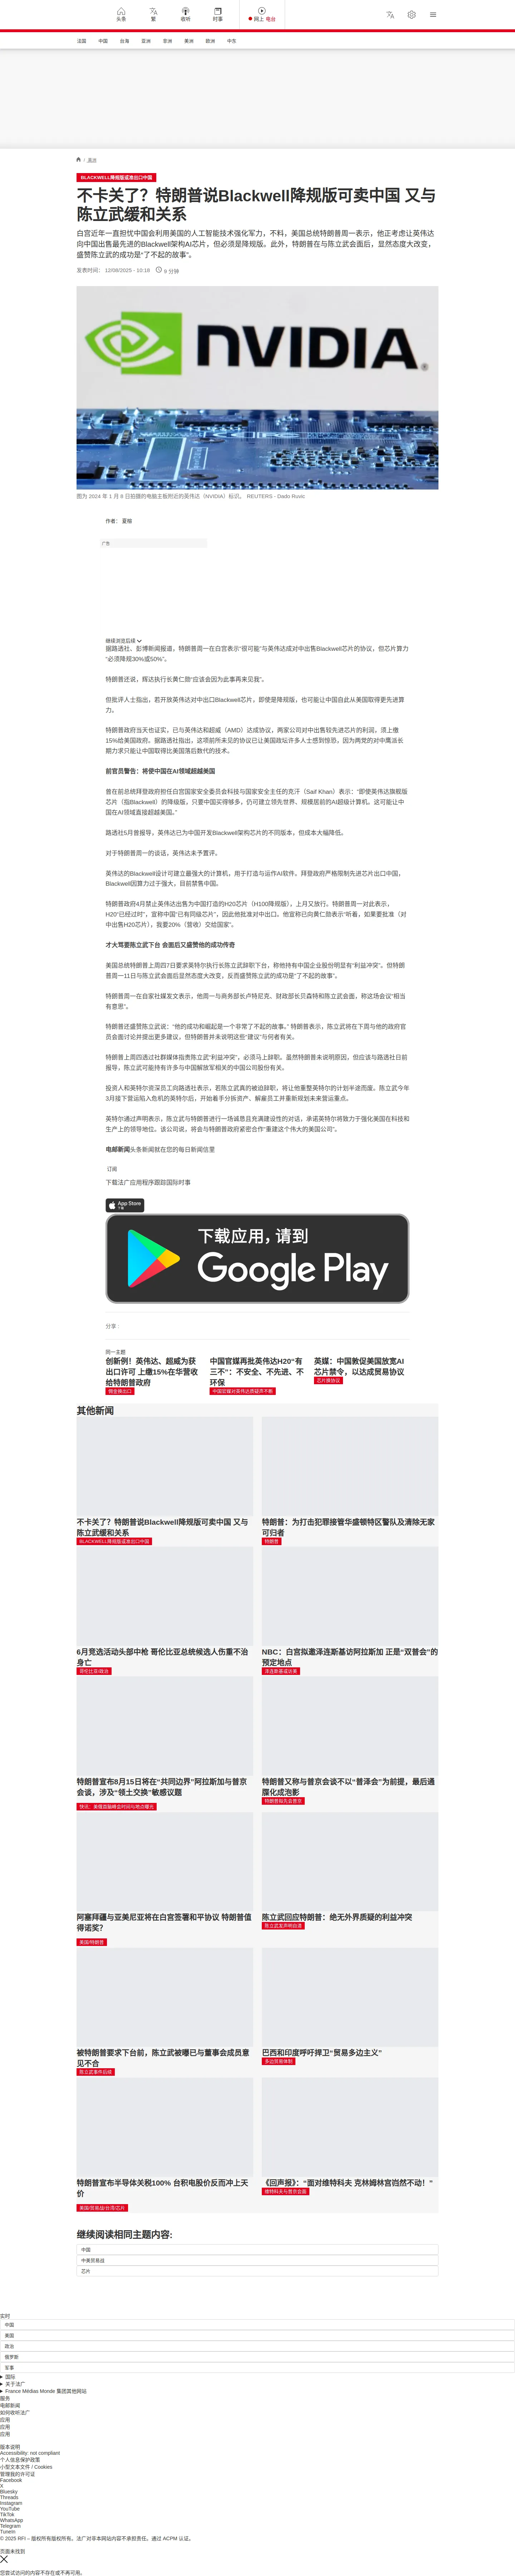 头条
繁
收听
时事
网上 电台
法国
中国
台海
亚洲
非洲
美洲
欧洲
中东
/ 美洲
BLACKWELL降规版或准出口中国
不卡关了？特朗普说Blackwell降规版可卖中国 又与陈立武缓和关系
白宫近年一直担忧中国会利用美国的人工智能技术强化军力，不料，美国总统特朗普周一表示，他正考虑让英伟达向中国出售最先进的Blackwell架构AI芯片，但必须是降规版。此外，特朗普在与陈立武会面后，显然态度大改变，盛赞陈立武的成功是“了不起的故事”。
发表时间： 12/08/2025 - 10:18
6 分钟
NVIDIA
图为 2024 年 1 月 8 日拍摄的电脑主板附近的英伟达（NVIDIA）标识。 REUTERS - Dado Ruvic
作者： 夏榕
广告
继续浏览后续
据路透社、彭博新闻报道，特朗普周一在白宫表示“很可能”与英伟达成对中出售Blackwell芯片的协议，但芯片算力“必须降规30%或50%”。
特朗普还说，辉达执行长黄仁勋“应该会因为此事再来见我”。
但批评人士指出，若开放英伟达对中出口Blackwell芯片，即使是降规版，也可能让中国自此从美国取得更先进算力。
特朗普政府当天也证实，已与英伟达和超威（AMD）达成协议，两家公司对中出售较先进芯片的利润，须上缴15%给美国政府。据路透社指出，这项前所未见的协议已让美国政坛许多人士感到惊恐，因为两党的对中鹰派长期力求只能让中国取得比美国落后数代的技术。
前官员警告：将使中国在AI领域超越美国
曾在前总统拜登政府担任白宫国家安全委员会科技与国家安全主任的克汗（Saif Khan）表示：“即使英伟达旗舰版芯片（指Blackwell）的降级版，只要中国买得够多，仍可建立领先世界、规模居前的AI超级计算机。这可能让中国在AI领域直接超越美国。”
路透社5月曾报导，英伟达已为中国开发Blackwell架构芯片的不同版本，但成本大幅降低。
对于特朗普周一的谈话，英伟达未予置评。
英伟达的Blackwell设计可建立最强大的计算机，用于打造与运作AI软件。拜登政府严格限制先进芯片出口中国，Blackwell因算力过于强大，目前禁售中国。
特朗普政府4月禁止英伟达出售为中国打造的H20芯片（H100降规版），上月又放行。特朗普周一对此表示，H20“已经过时”，宣称中国“已有同级芯片”，因此他批准对中出口。他宣称已向黄仁勋表示“听着，如果要批准（对中出售H20芯片），我要20%（营收）交给国家”。
才大骂要陈立武下台 会面后又盛赞他的成功传奇
美国总统特朗普上周四7日要求英特尔执行长陈立武辞职下台，称他持有中国企业股份明显有“利益冲突”。但特朗普周一11日与陈立武会面后显然态度大改变，反而盛赞陈立武的成功是“了不起的故事”。
特朗普周一在自家社媒发文表示，他周一与商务部长卢特尼克、财政部长贝森特和陈立武会面，称这场会议“相当有意思”。
特朗普还盛赞陈立武说：“他的成功和崛起是一个非常了不起的故事。” 特朗普表示，陈立武将在下周与他的政府官员会面讨论并提出更多建议，但特朗普并未说明这些“建议”与何者有关。
特朗普上周四透过社群媒体指责陈立武“利益冲突”，必须马上辞职。虽然特朗普未说明原因，但应该与路透社日前报导，陈立武可能持有许多与中国解放军相关的中国公司股份有关。
投资人和英特尔资深员工向路透社表示，若陈立武真的被迫辞职，将让他重整英特尔的计划半途而废。陈立武今年3月接下营运陷入危机的英特尔后，开始着手分拆资产、解雇员工并重新规划未来营运重点。
英特尔通过声明表示，陈立武与特朗普进行一场诚恳且充满建设性的对话，承诺英特尔将致力于强化美国在科技和生产上的领导地位。该公司说，将会与特朗普政府紧密合作“重建这个伟大的美国公司”。
电邮新闻头条新闻就在您的每日新闻信里
订阅
下载法广应用程序跟踪国际时事
App Store
下载
下载应用，请到
Google Play
分享 :
同一主题
创新例！英伟达、超威为获出口许可 上缴15%在华营收给特朗普政府
佣金换出口
中国官媒再批英伟达H20“有三不”：不安全、不先进、不环保
中国官媒对英伟达质疑声不断
英媒：中国敦促美国放宽AI芯片禁令，以达成贸易协议
芯片换协议
其他新闻
不卡关了？特朗普说Blackwell降规版可卖中国 又与陈立武缓和关系
BLACKWELL降规版或准出口中国
特朗普：为打击犯罪接管华盛顿特区警队及清除无家可归者
特朗普
6月竞选活动头部中枪 哥伦比亚总统候选人伤重不治身亡
哥伦比亚/政治
NBC：白宫拟邀泽连斯基访阿拉斯加 正是“双普会”的预定地点
泽连斯基或访美
特朗普宣布8月15日将在“共同边界”阿拉斯加与普京会谈，涉及“领土交换”敏感议题
快讯：美俄首脑峰会时间与地点曝光
特朗普又称与普京会谈不以“普泽会”为前提，最后通牒化成泡影
特朗普拟先会普京
阿塞拜疆与亚美尼亚将在白宫签署和平协议 特朗普值得诺奖？
美国/特朗普
陈立武回应特朗普：绝无外界质疑的利益冲突
陈立武发声明自清
被特朗普要求下台前，陈立武被曝已与董事会成员意见不合
陈立武事件后续
巴西和印度呼吁捍卫“贸易多边主义”
多边贸易体制
特朗普宣布半导体关税100% 台积电股价反而冲上天价
美国/贸易战/台湾/芯片
《回声报》：“面对维特科夫 克林姆林宫岿然不动！”
维特科夫与普京会面
继续阅读相同主题内容:
中国
中美贸易战
芯片
实时
中国
美国
政治
俄罗斯
军事
国际
关于法广
France Médias Monde 集团其他网站
服务
电邮新闻
如何收听法广
应用
应用
应用
版本说明
Accessibility: not compliant
个人信息保护政策
小型文本文件 / Cookies
管理我的许可证
Facebook
X
Bluesky
Threads
Instagram
YouTube
TikTok
WhatsApp
Telegram
TuneIn
© 2025 RFI – 版权所有版权所有。法广对非本网站内容不承担责任。通过 ACPM 认证。
页面未找到
您尝试访问的内容不存在或不再可用。